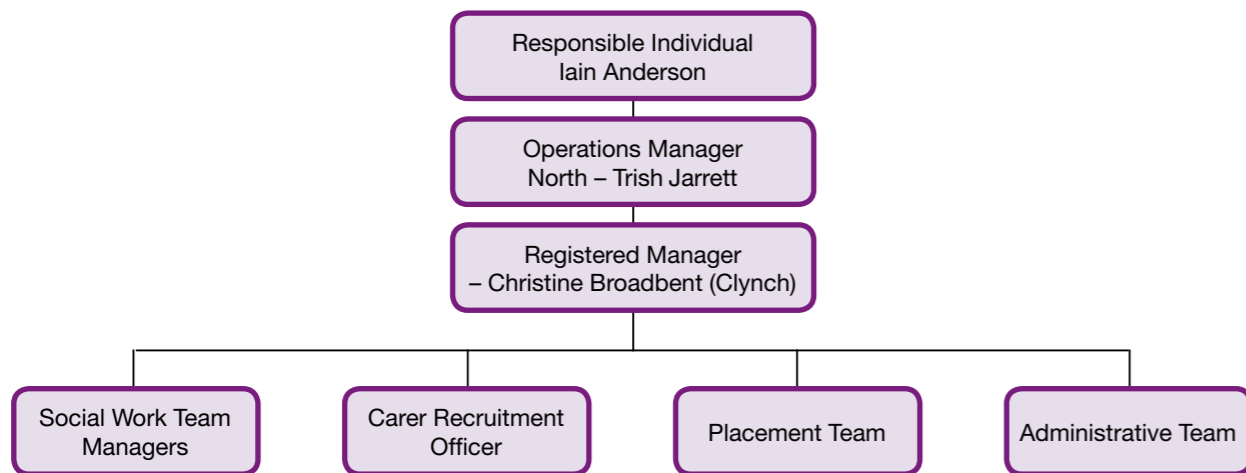 Responsible Individual
Iain Anderson
Operations Manager
North – Trish Jarrett
Registered Manager
– Christine Broadbent (Clynch)
Social Work Team
Managers
Carer Recruitment
Officer
Placement Team
Administrative Team